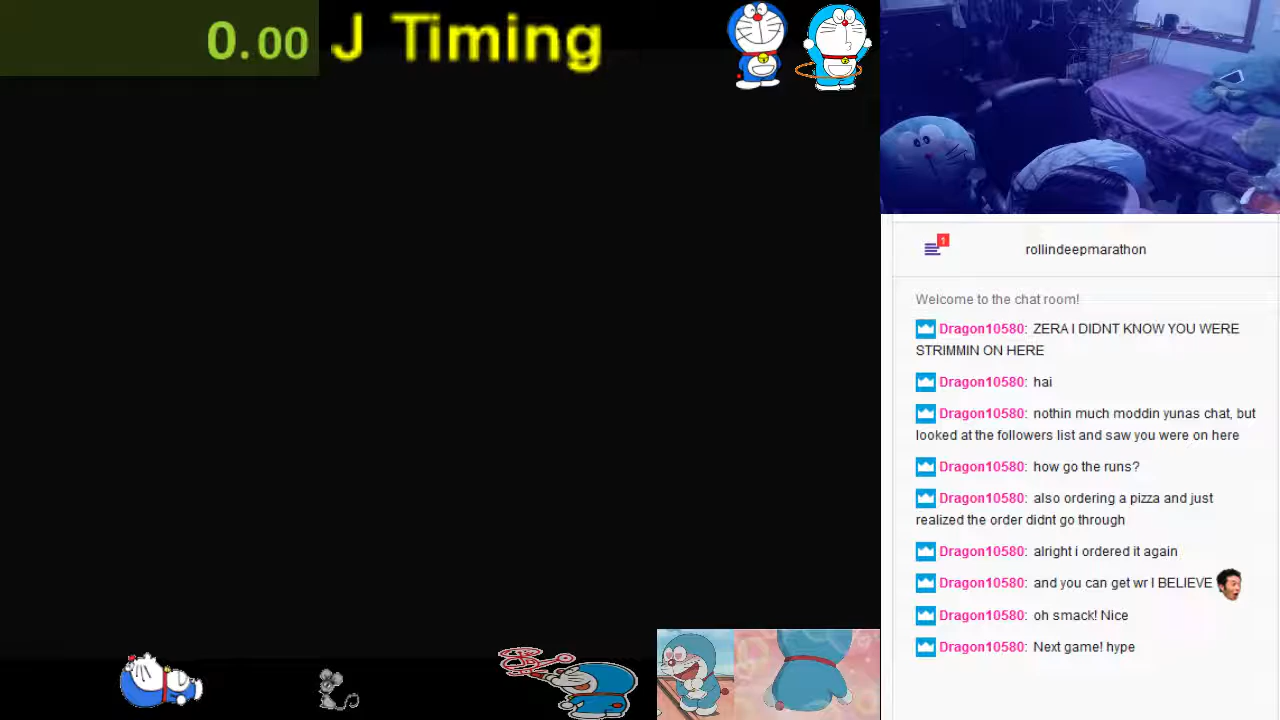 0.00 J Timing
1
rollindeepmarathon
Welcome to the chat room!
Dragon10580: ZERA I DIDNT KNOW YOU WERE
STRIMMIN ON HERE
Dragon10580: hai
Dragon10580: nothin much moddin yunas chat, but
looked at the followers list and saw you were on here
Dragon10580: how go the runs?
Dragon10580: also ordering a pizza and just
realized the order didnt go through
Dragon10580: alright i ordered it again
Dragon10580: and you can get wr I BELIEVE
Dragon10580: oh smack! Nice
Dragon10580: Next game! hype